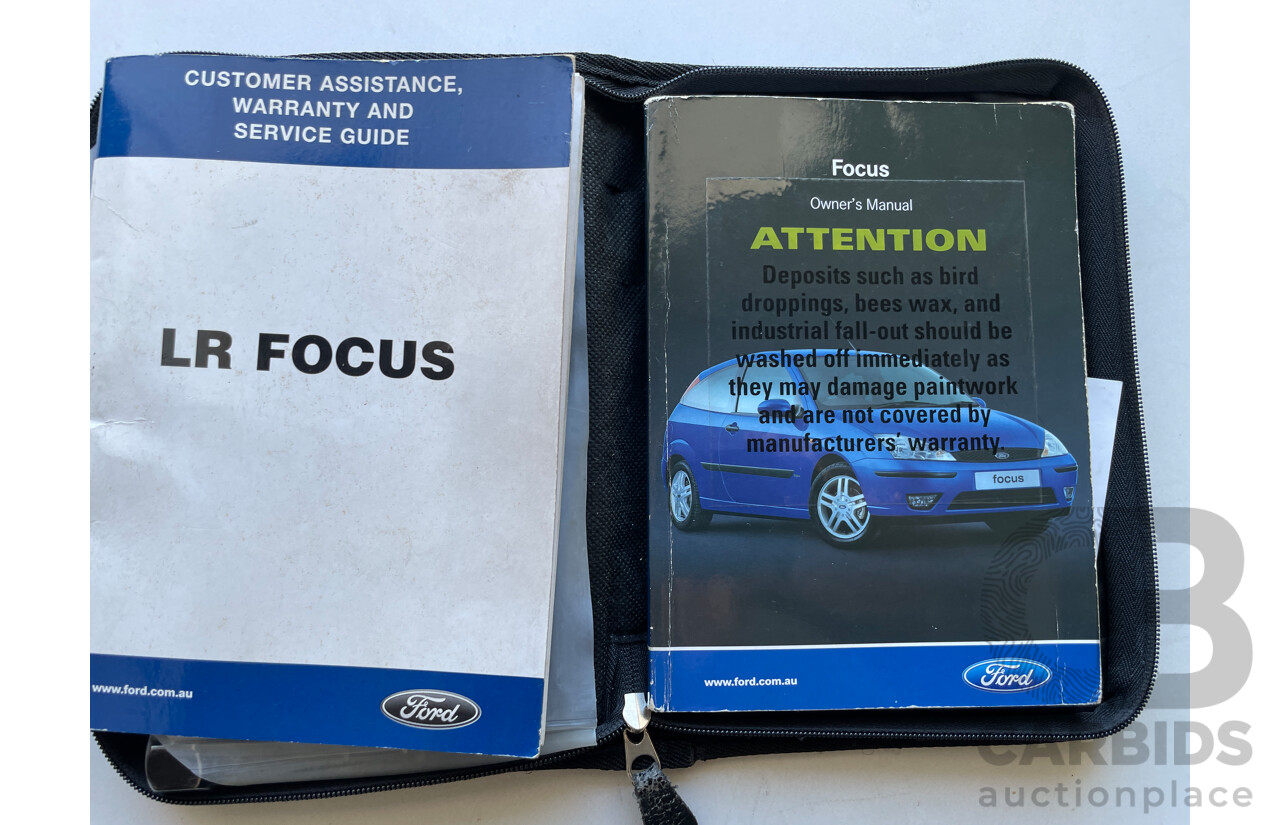 CUSTOMER ASSISTANCE,
WARRANTY AND
SERVICE GUIDE
LR FOCUS
www.ford.com.au
Ford
Focus
Owner's Manual
ATTENTION
Deposits such as bird
droppings, bees wax, and
industrial fall-out should be
washed off immediately as
they may damage paintwork
and are not covered by
manufacturers' warranty.
focus
www.ford.com.au
Ford
CB
CARBIDS
auctionplace